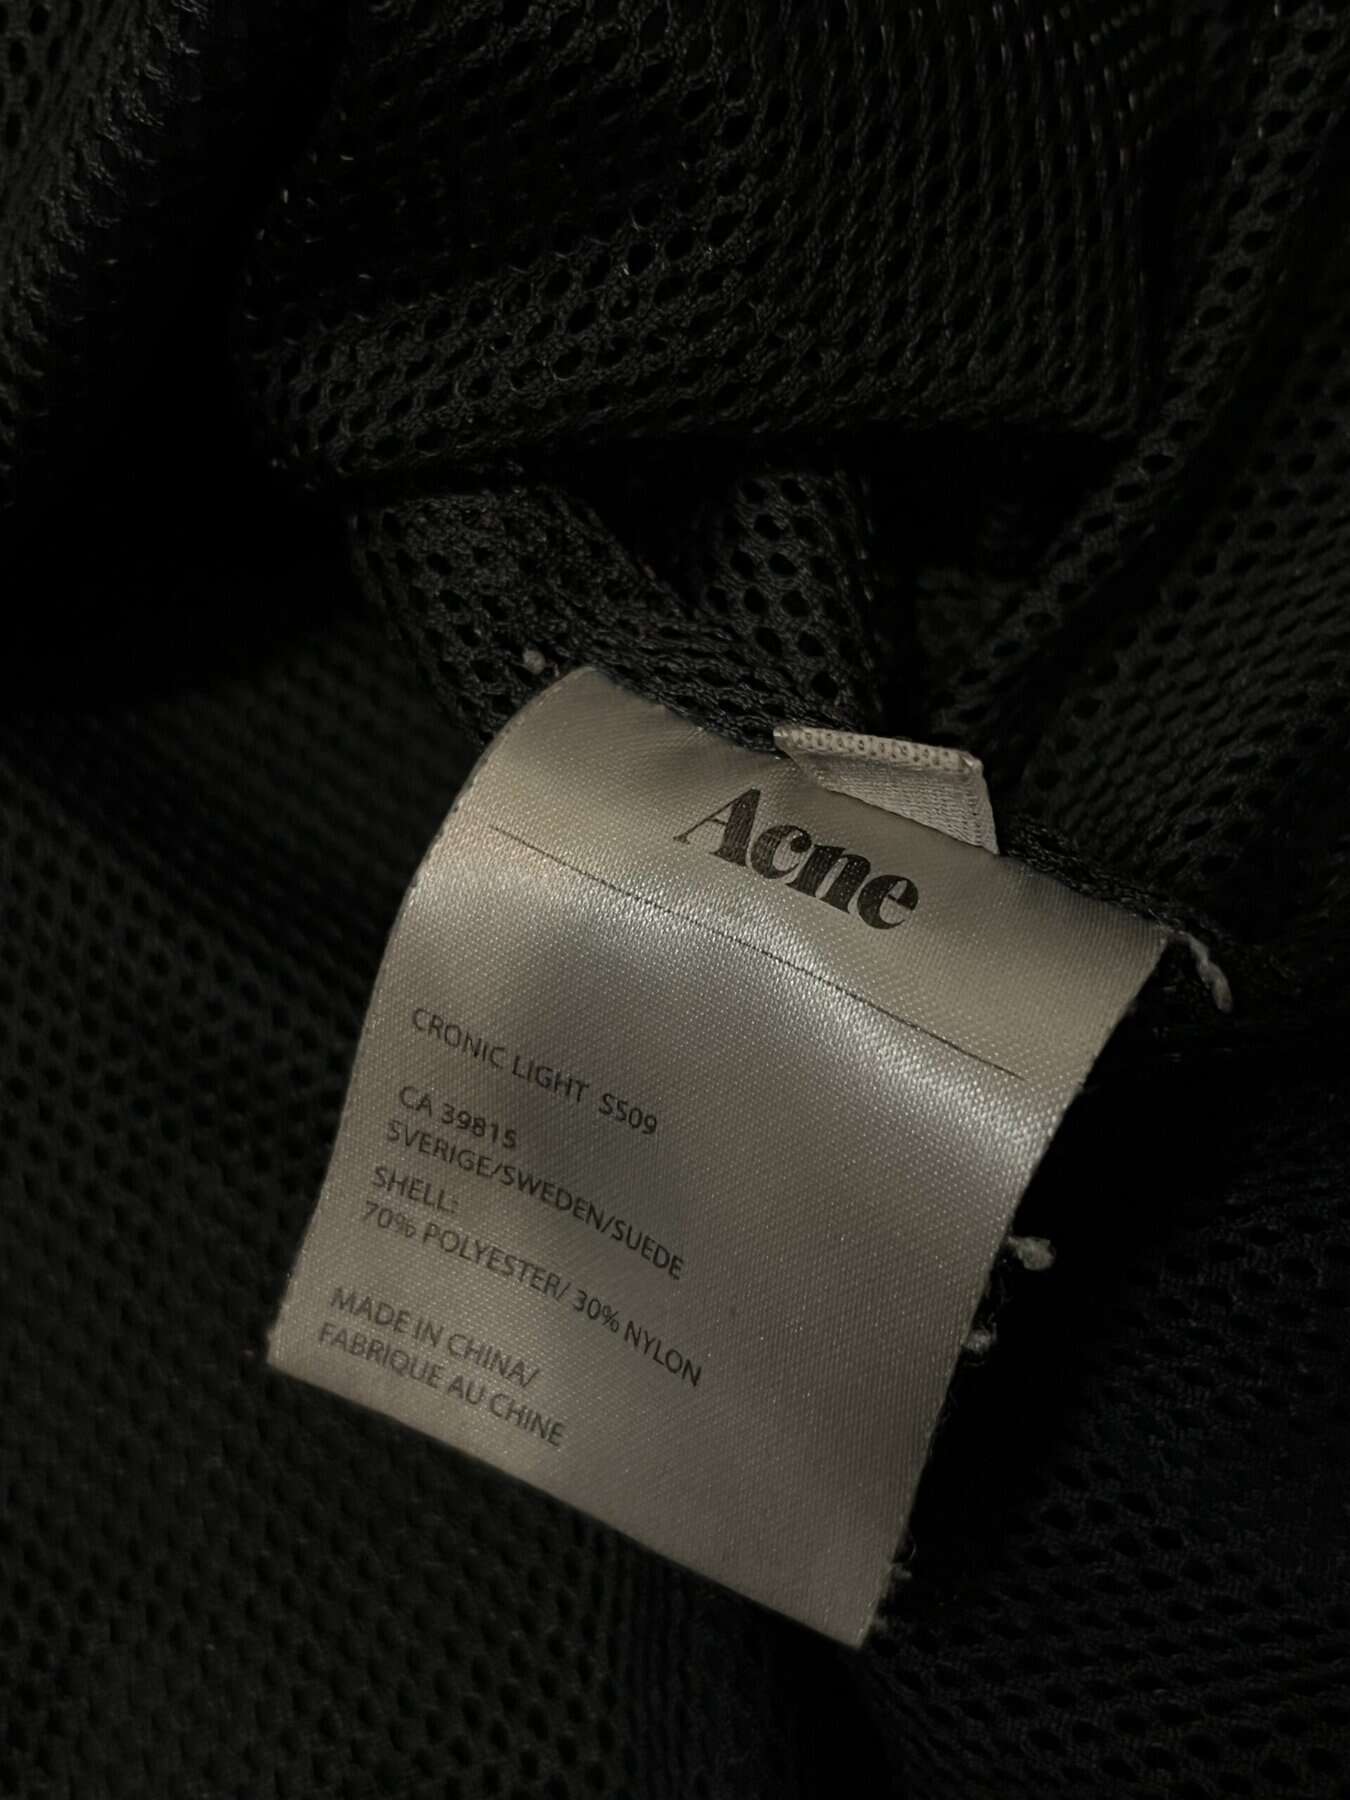 Acne
CRONIC LIGHT SS09
CA 39815
SVERIGE/SWEDEN/SUEDE
SHELL:
70% POLYESTER/ 30% NYLON
MADE IN CHINA/
FABRIQUE AU CHINE